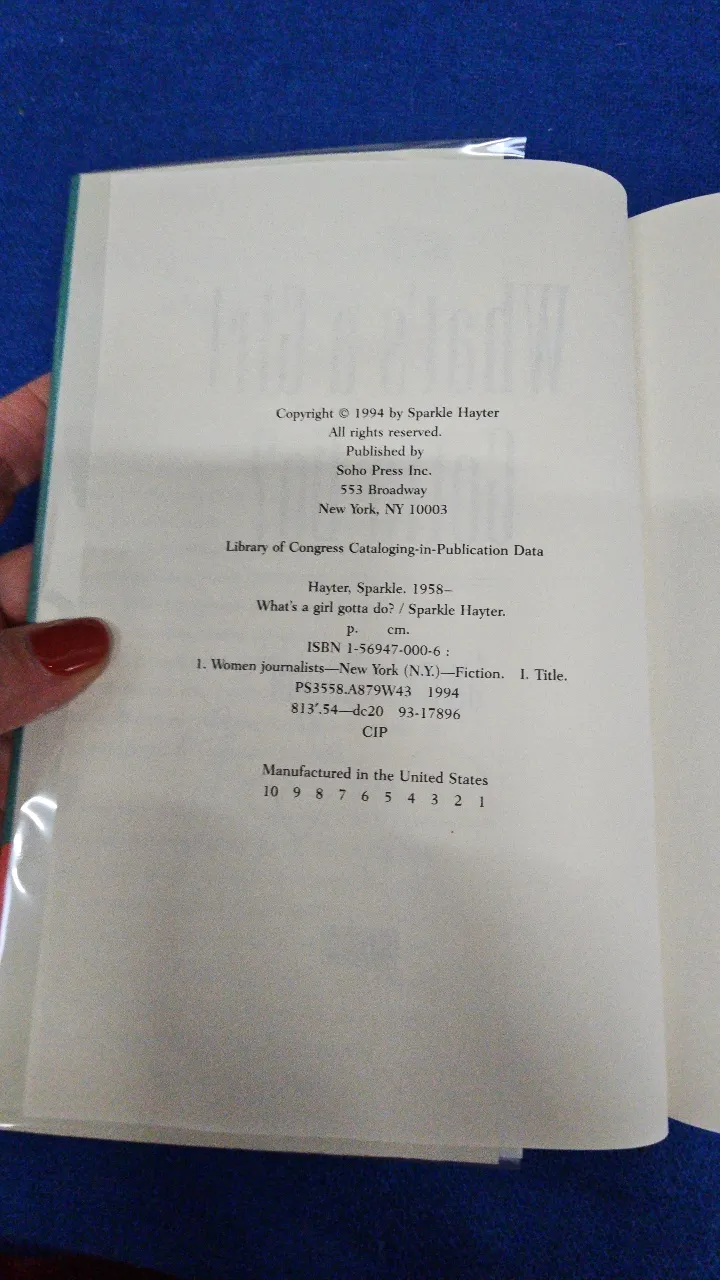 Copyright © 1994 by Sparkle Hayter
All rights reserved.
Published by
Soho Press Inc.
553 Broadway
New York, NY 10003
Library of Congress Cataloging-in-Publication Data
Hayter, Sparkle. 1958–
What's a girl gotta do? / Sparkle Hayter.
p. cm.
ISBN 1-56947-000-6 :
1. Women journalists—New York (N.Y.)—Fiction. I. Title.
PS3558.A879W43 1994
813'.54—dc20 93-17896
CIP
Manufactured in the United States
10 9 8 7 6 5 4 3 2 1